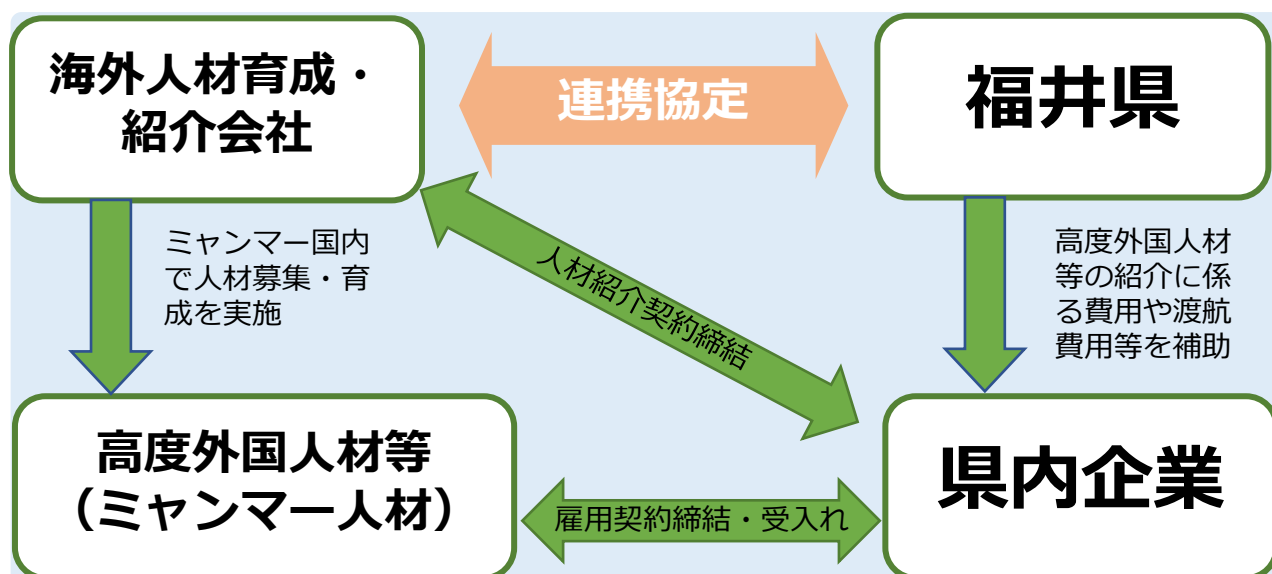 海外人材育成・
紹介会社
連携協定
福井県
ミャンマー国内
で人材募集・育
成を実施
人材紹介契約締結
高度外国人材
等の紹介に係
る費用や渡航
費用等を補助
高度外国人材等
（ミャンマー人材）
雇用契約締結・受入れ
県内企業